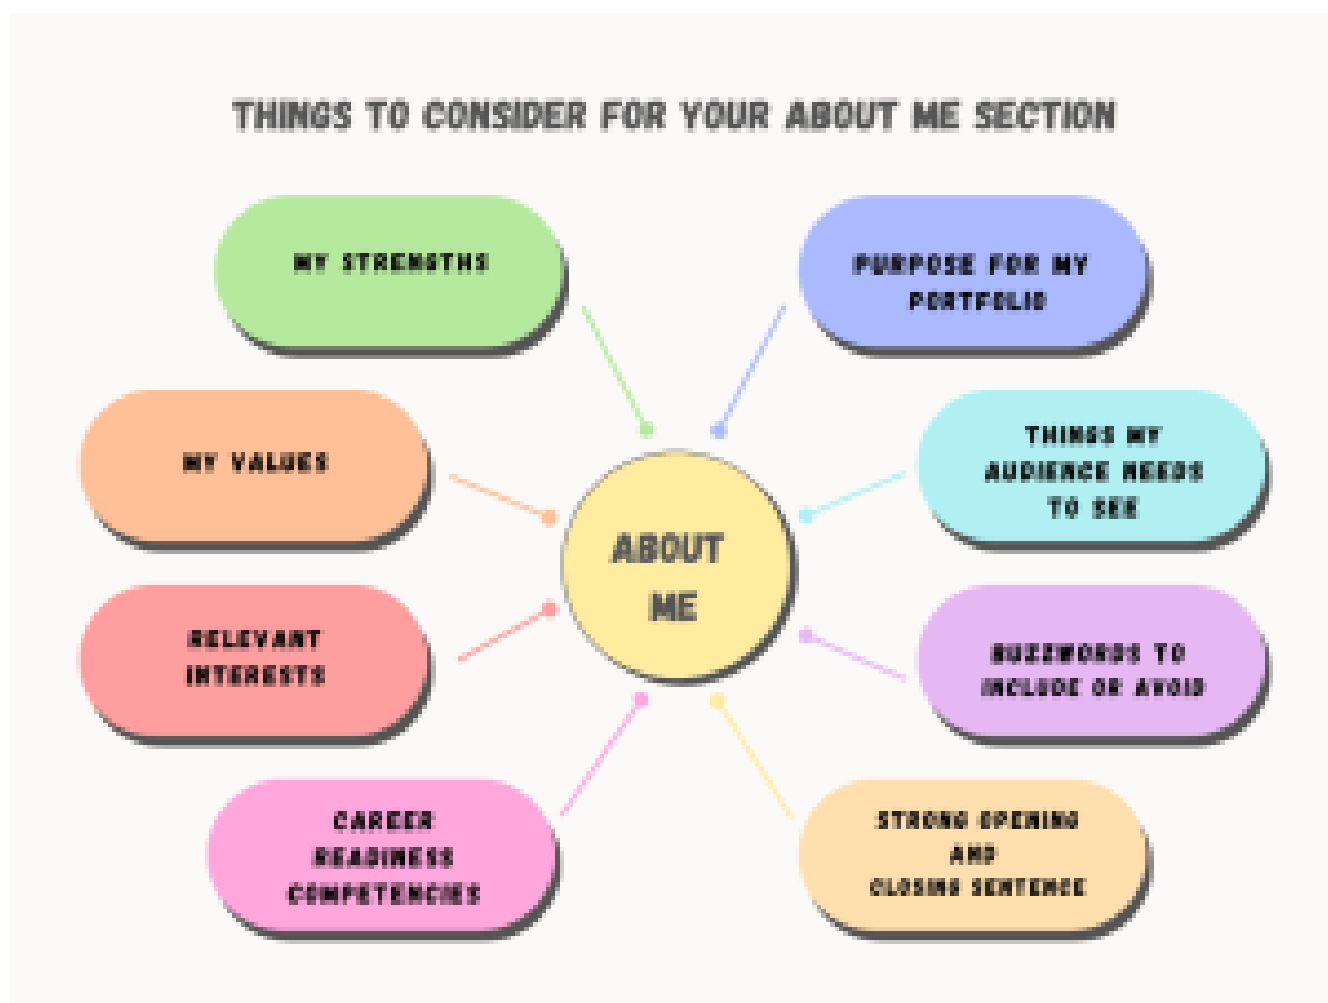 THINGS TO CONSIDER FOR YOUR ABOUT ME SECTION
MY STRENGTHS
PURPOSE FOR MY
PORTFOLIO
MY VALUES
THINGS MY
AUDIENCE NEEDS
TO SEE
ABOUT
ME
RELEVANT
INTERESTS
BUZZWORDS TO
INCLUDE OR AVOID
CAREER
READINESS
COMPETENCIES
STRONG OPENING
AND
CLOSING SENTENCE